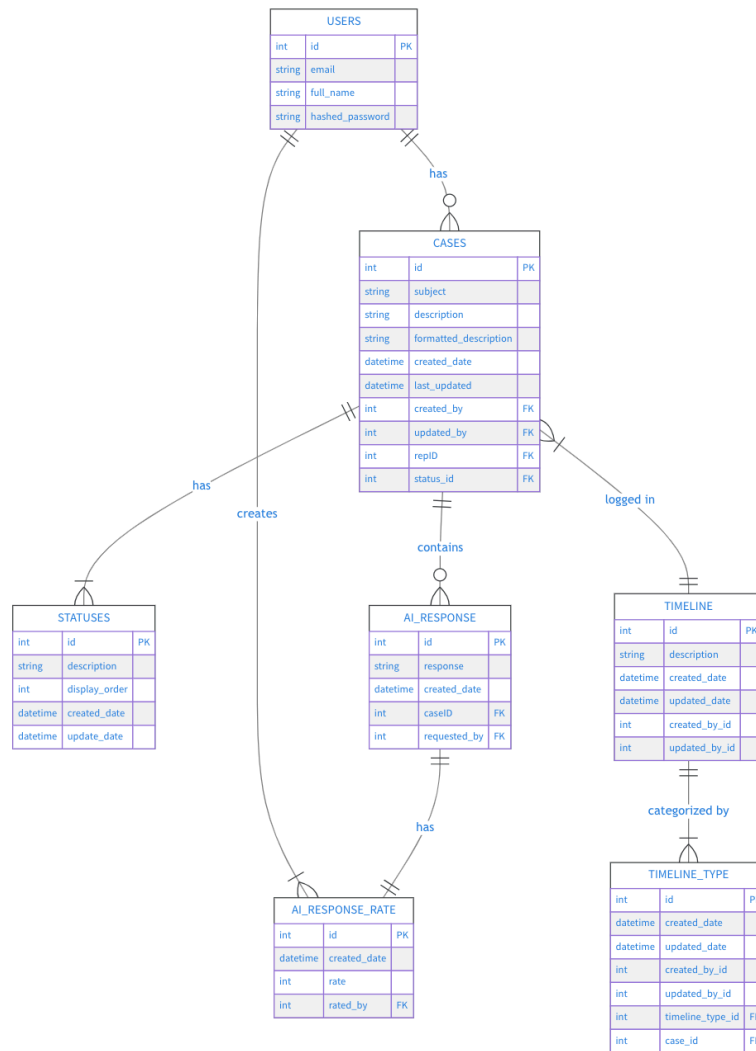 USERS
int id PK
string email
string full_name
string hashed_password
has
CASES
int id PK
string subject
string description
string formatted_description
datetime created_date
datetime last_updated
int created_by FK
int updated_by FK
int repID FK
int status_id FK
has
creates
logged in
contains
STATUSES
int id PK
string description
int display_order
datetime created_date
datetime update_date
AI_RESPONSE
int id PK
string response
datetime created_date
int caseID FK
int requested_by FK
TIMELINE
int id PK
string description
datetime created_date
datetime updated_date
int created_by_id
int updated_by_id
has
categorized by
AI_RESPONSE_RATE
int id PK
datetime created_date
int rate
int rated_by FK
TIMELINE_TYPE
int id P
datetime created_date
datetime updated_date
int created_by_id
int updated_by_id
int timeline_type_id F
int case_id F